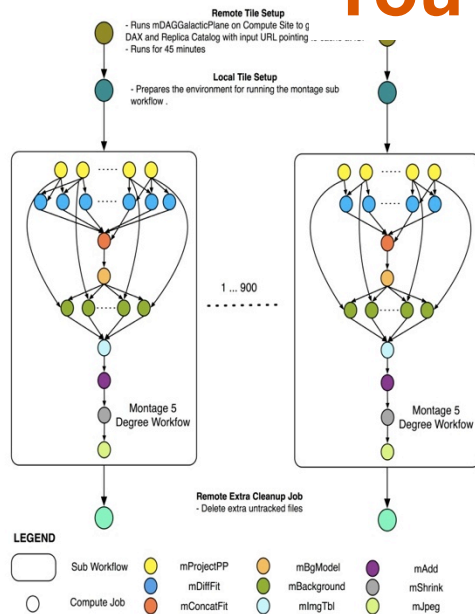 You
Remote Tile Setup
- Runs mDAGGalacticPlane on Compute Site to
DAX and Replica Catalog with input URL pointing
- Runs for 45 minutes
Local Tile Setup
- Prepares the environment for running the montage sub
workflow .
1 ... 900
Montage 5
Degree Workfow
Montage 5
Degree Workfow
Remote Extra Cleanup Job
- Delete extra untracked files
LEGEND
Sub Workflow mProjectPP mBgModel mAdd
mDiffFit mBackground mShrink
Compute Job mConcatFit mImgTbl mJpeg